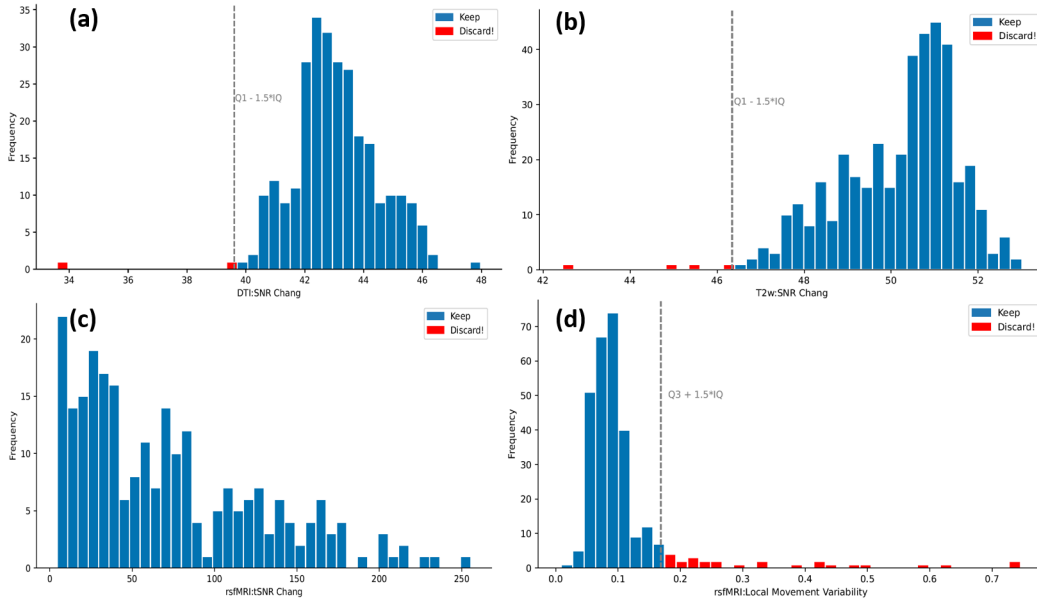 (a)
Keep
Discard!
Q1 - 1.5*IQ
Frequency
35
30
25
20
15
10
5
0
34 36 38 40 42 44 46 48
DTI:SNR Chang
(b)
Keep
Discard!
Q1 - 1.5*IQ
Frequency
40
30
20
10
0
42 44 46 48 50 52
T2w:SNR Chang
(c)
Keep
Discard!
Frequency
20
15
10
5
0
0 50 100 150 200 250
rsfMRI:tSNR Chang
(d)
Keep
Discard!
Q3 + 1.5*IQ
Frequency
70
60
50
40
30
20
10
0
0.0 0.1 0.2 0.3 0.4 0.5 0.6 0.7
rsfMRI:Local Movement Variability